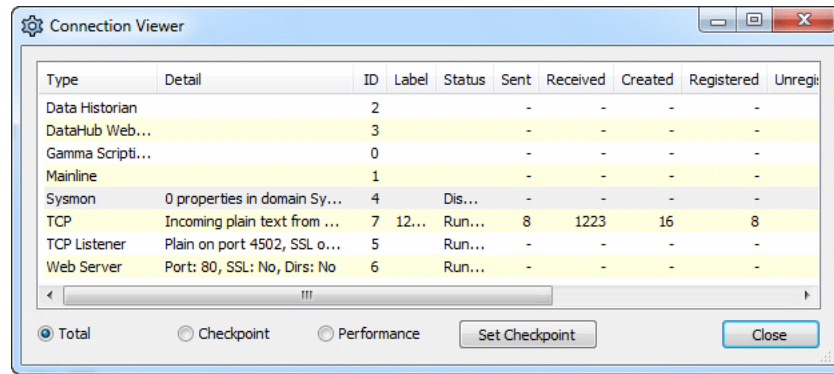 Connection Viewer
Type Detail ID Label Status Sent Received Created Registered Unregis
Data Historian 2 - - - -
DataHub Web... 3 - - - -
Gamma Scripti... 0 - - - -
Mainline 1 - - - -
Sysmon 0 properties in domain Sy... 4 Dis... - - - -
TCP Incoming plain text from ... 7 12... Run... 8 1223 16 8
TCP Listener Plain on port 4502, SSL o... 5 Run... - - - -
Web Server Port: 80, SSL: No, Dirs: No 6 Run... - - - -
Total Checkpoint Performance Set Checkpoint Close